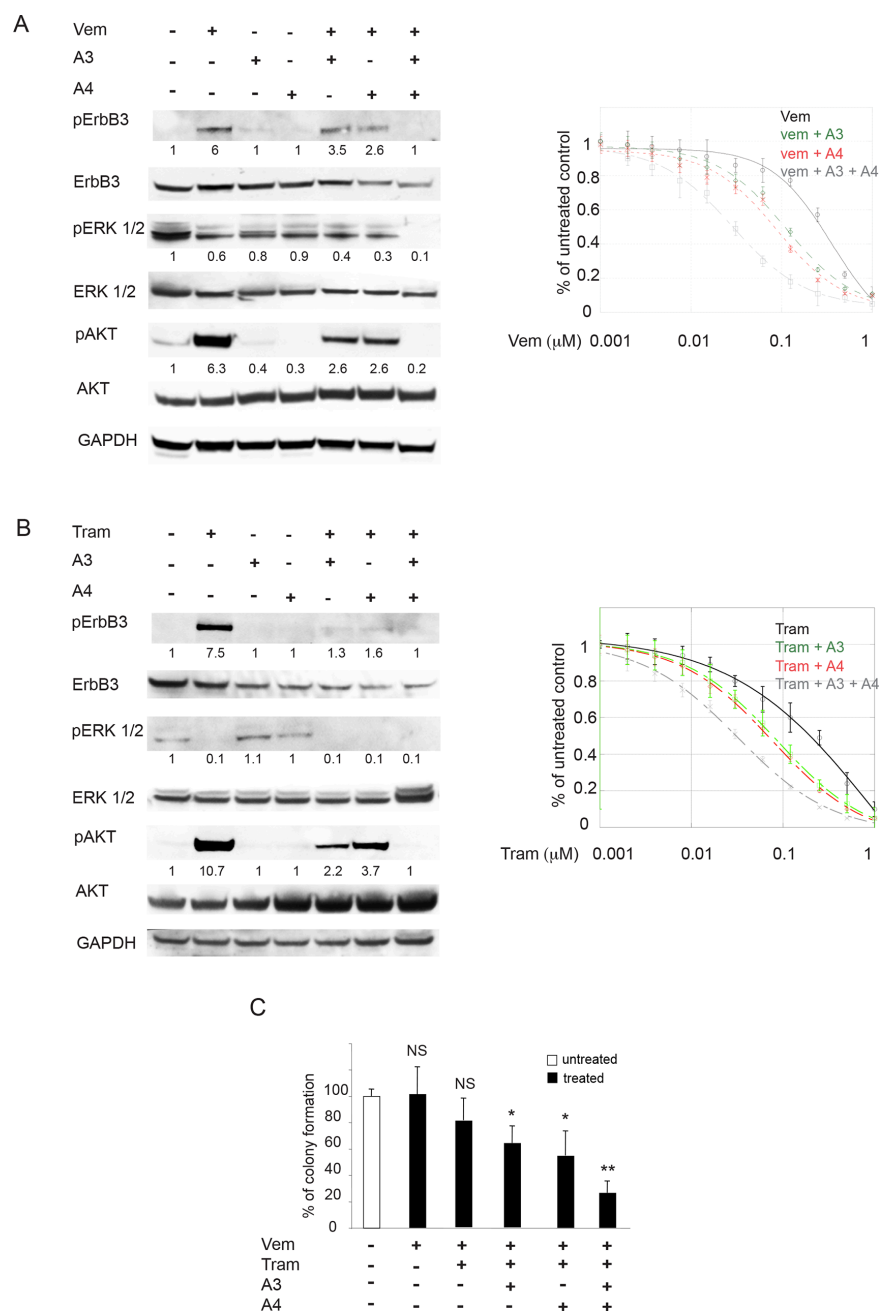 A
Vem - + - - + + +
A3 - - + - + - +
A4 - - - + - + +
pErbB3
1 6 1 1 3.5 2.6 1
ErbB3
pERK 1/2
1 0.6 0.8 0.9 0.4 0.3 0.1
ERK 1/2
pAKT
1 6.3 0.4 0.3 2.6 2.6 0.2
AKT
GAPDH
% of untreated control
1
0.8
0.6
0.4
0.2
0
Vem
vem + A3
vem + A4
vem + A3 + A4
Vem (µM) 0.001 0.01 0.1 1
B
Tram - + - - + + +
A3 - - + - + - +
A4 - - - + - + +
pErbB3
1 7.5 1 1 1.3 1.6 1
ErbB3
pERK 1/2
1 0.1 1.1 1 0.1 0.1 0.1
ERK 1/2
pAKT
1 10.7 1 1 2.2 3.7 1
AKT
GAPDH
% of untreated control
1
0.8
0.6
0.4
0.2
0
Tram
Tram + A3
Tram + A4
Tram + A3 + A4
Tram (µM) 0.001 0.01 0.1 1
C
% of colony formation
100
80
60
40
20
0
NS
NS
*
*
**
untreated
treated
Vem - + + + + +
Tram - - + + + +
A3 - - - + - +
A4 - - - - + +